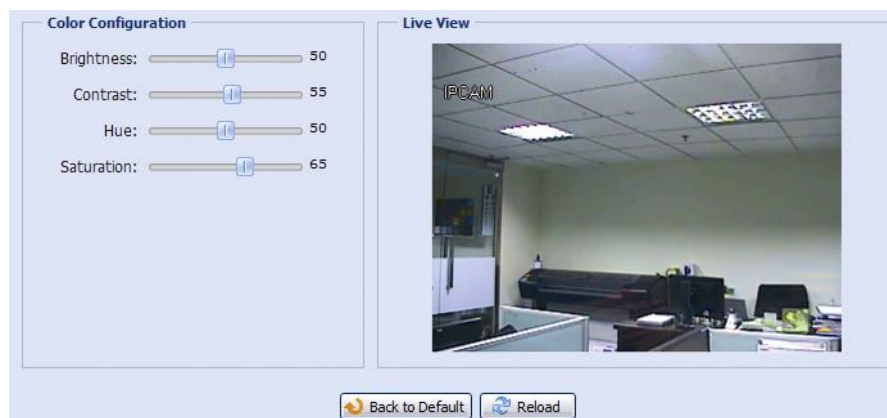 Color Configuration
Brightness: 50
Contrast: 55
Hue: 50
Saturation: 65
Live View
IPCAM
Back to Default
Reload